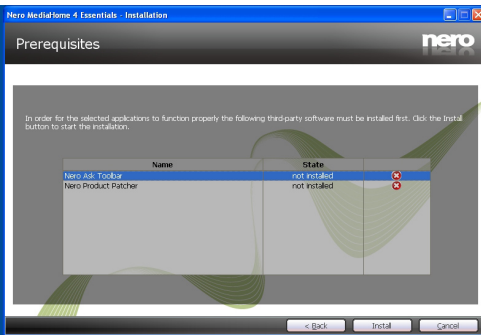 Nero MediaHome 4 Essentials - Installation
Prerequisites
nero
In order for the selected applications to function properly the following third-party software must be installed first. Click the Install
button to start the installation.
Name State
Nero Ask Toolbar not installed
Nero Product Patcher not installed
< Back Install Cancel